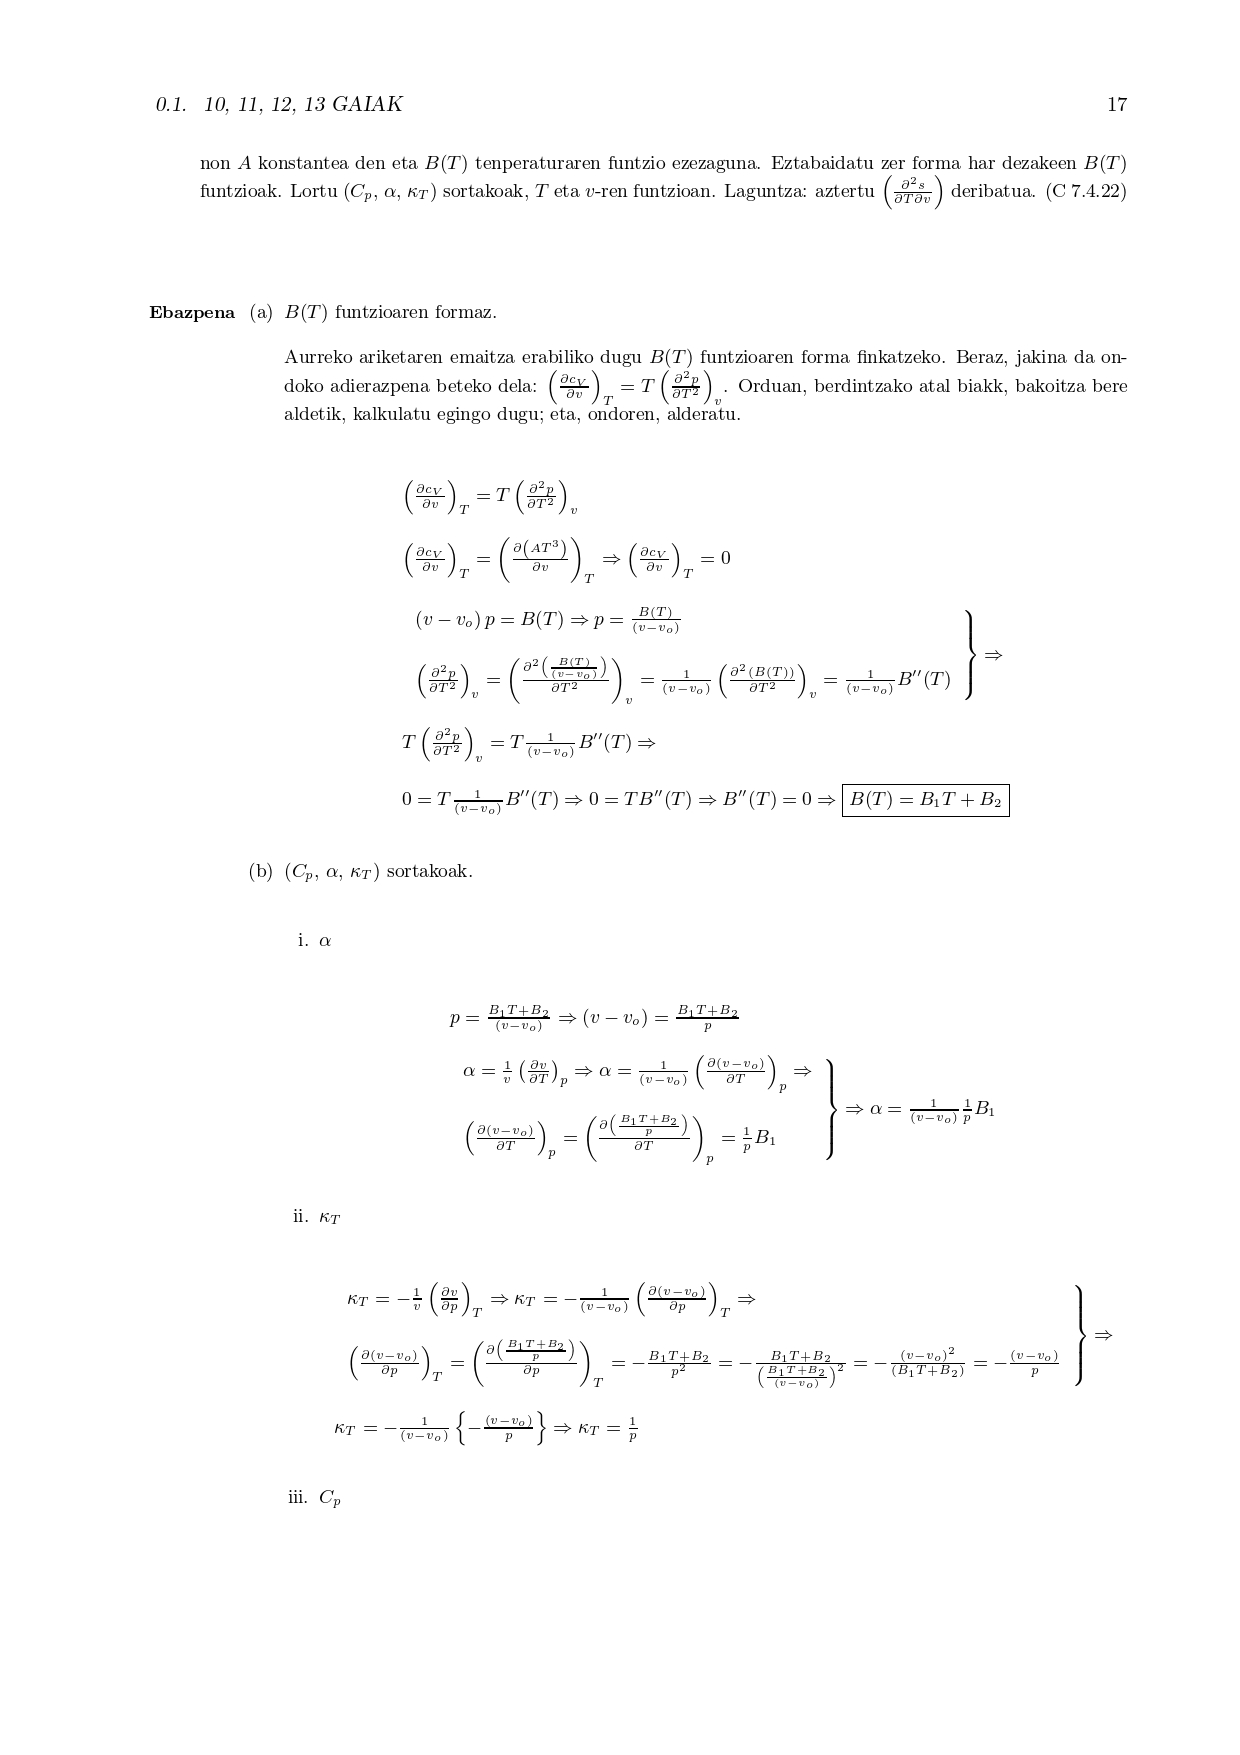 0.1. 10, 11, 12, 13 GAIAK 17
non $A$ konstantea den eta $B(T)$ tenperaturaren funtzio ezezaguna. Eztabaidatu zer forma har dezakeen $B(T)$
funtzioak. Lortu ($C_p$, $\alpha$, $\kappa_T$) sortakoak, $T$ eta $v$-ren funtzioan. Laguntza: aztertu $\left(\frac{\partial^2 s}{\partial T \partial v}\right)$ deribatua. (C 7.4.22)
Ebazpena (a) $B(T)$ funtzioaren formaz.
Aurreko ariketaren emaitza erabiliko dugu $B(T)$ funtzioaren forma finkatzeko. Beraz, jakina da on-
doko adierazpena beteko dela: $\left(\frac{\partial c_V}{\partial v}\right)_T = T\left(\frac{\partial^2 p}{\partial T^2}\right)_v$. Orduan, berdintzako atal biakk, bakoitza bere
aldetik, kalkulatu egingo dugu; eta, ondoren, alderatu.
$\left(\frac{\partial c_V}{\partial v}\right)_T = T\left(\frac{\partial^2 p}{\partial T^2}\right)_v$
$\left(\frac{\partial c_V}{\partial v}\right)_T = \left(\frac{\partial (AT^3)}{\partial v}\right)_T \Rightarrow \left(\frac{\partial c_V}{\partial v}\right)_T = 0$
$\left. (v - v_o)\, p = B(T) \Rightarrow p = \frac{B(T)}{(v-v_o)} \right.$
$\left. \left(\frac{\partial^2 p}{\partial T^2}\right)_v = \left(\frac{\partial^2 \left(\frac{B(T)}{(v-v_o)}\right)}{\partial T^2}\right)_v = \frac{1}{(v-v_o)}\left(\frac{\partial^2 (B(T))}{\partial T^2}\right)_v = \frac{1}{(v-v_o)}B''(T) \right\} \Rightarrow$
$T\left(\frac{\partial^2 p}{\partial T^2}\right)_v = T\frac{1}{(v-v_o)}B''(T) \Rightarrow$
$0 = T\frac{1}{(v-v_o)}B''(T) \Rightarrow 0 = TB''(T) \Rightarrow B''(T) = 0 \Rightarrow \boxed{B(T) = B_1T + B_2}$
(b) ($C_p$, $\alpha$, $\kappa_T$) sortakoak.
i. $\alpha$
$p = \frac{B_1T+B_2}{(v-v_o)} \Rightarrow (v - v_o) = \frac{B_1T+B_2}{p}$
$\alpha = \frac{1}{v}\left(\frac{\partial v}{\partial T}\right)_p \Rightarrow \alpha = \frac{1}{(v-v_o)}\left(\frac{\partial (v-v_o)}{\partial T}\right)_p \Rightarrow$
$\left. \left(\frac{\partial (v-v_o)}{\partial T}\right)_p = \left(\frac{\partial \left(\frac{B_1T+B_2}{p}\right)}{\partial T}\right)_p = \frac{1}{p}B_1 \right\} \Rightarrow \alpha = \frac{1}{(v-v_o)}\frac{1}{p}B_1$
ii. $\kappa_T$
$\kappa_T = -\frac{1}{v}\left(\frac{\partial v}{\partial p}\right)_T \Rightarrow \kappa_T = -\frac{1}{(v-v_o)}\left(\frac{\partial (v-v_o)}{\partial p}\right)_T \Rightarrow$
$\left. \left(\frac{\partial (v-v_o)}{\partial p}\right)_T = \left(\frac{\partial \left(\frac{B_1T+B_2}{p}\right)}{\partial p}\right)_T = -\frac{B_1T+B_2}{p^2} = -\frac{B_1T+B_2}{\left(\frac{B_1T+B_2}{(v-v_o)}\right)^2} = -\frac{(v-v_o)^2}{(B_1T+B_2)} = -\frac{(v-v_o)}{p} \right\} \Rightarrow$
$\kappa_T = -\frac{1}{(v-v_o)}\left\{-\frac{(v-v_o)}{p}\right\} \Rightarrow \kappa_T = \frac{1}{p}$
iii. $C_p$